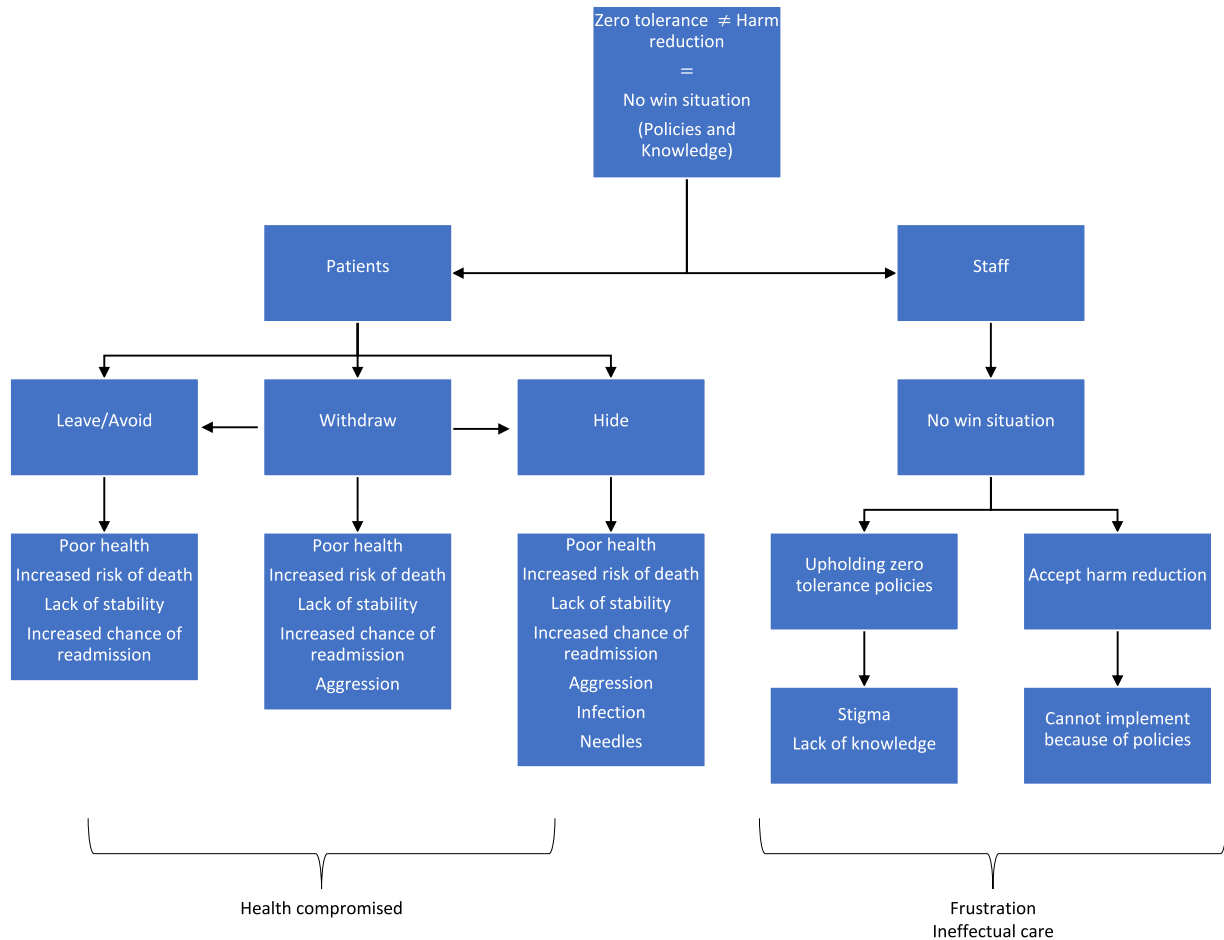 Zero tolerance ≠ Harm
reduction
=
No win situation
(Policies and
Knowledge)
Patients
Staff
Leave/Avoid
Withdraw
Hide
No win situation
Poor health
Increased risk of death
Lack of stability
Increased chance of
readmission
Poor health
Increased risk of death
Lack of stability
Increased chance of
readmission
Aggression
Poor health
Increased risk of death
Lack of stability
Increased chance of
readmission
Aggression
Infection
Needles
Upholding zero
tolerance policies
Accept harm reduction
Stigma
Lack of knowledge
Cannot implement
because of policies
Health compromised
Frustration
Ineffectual care